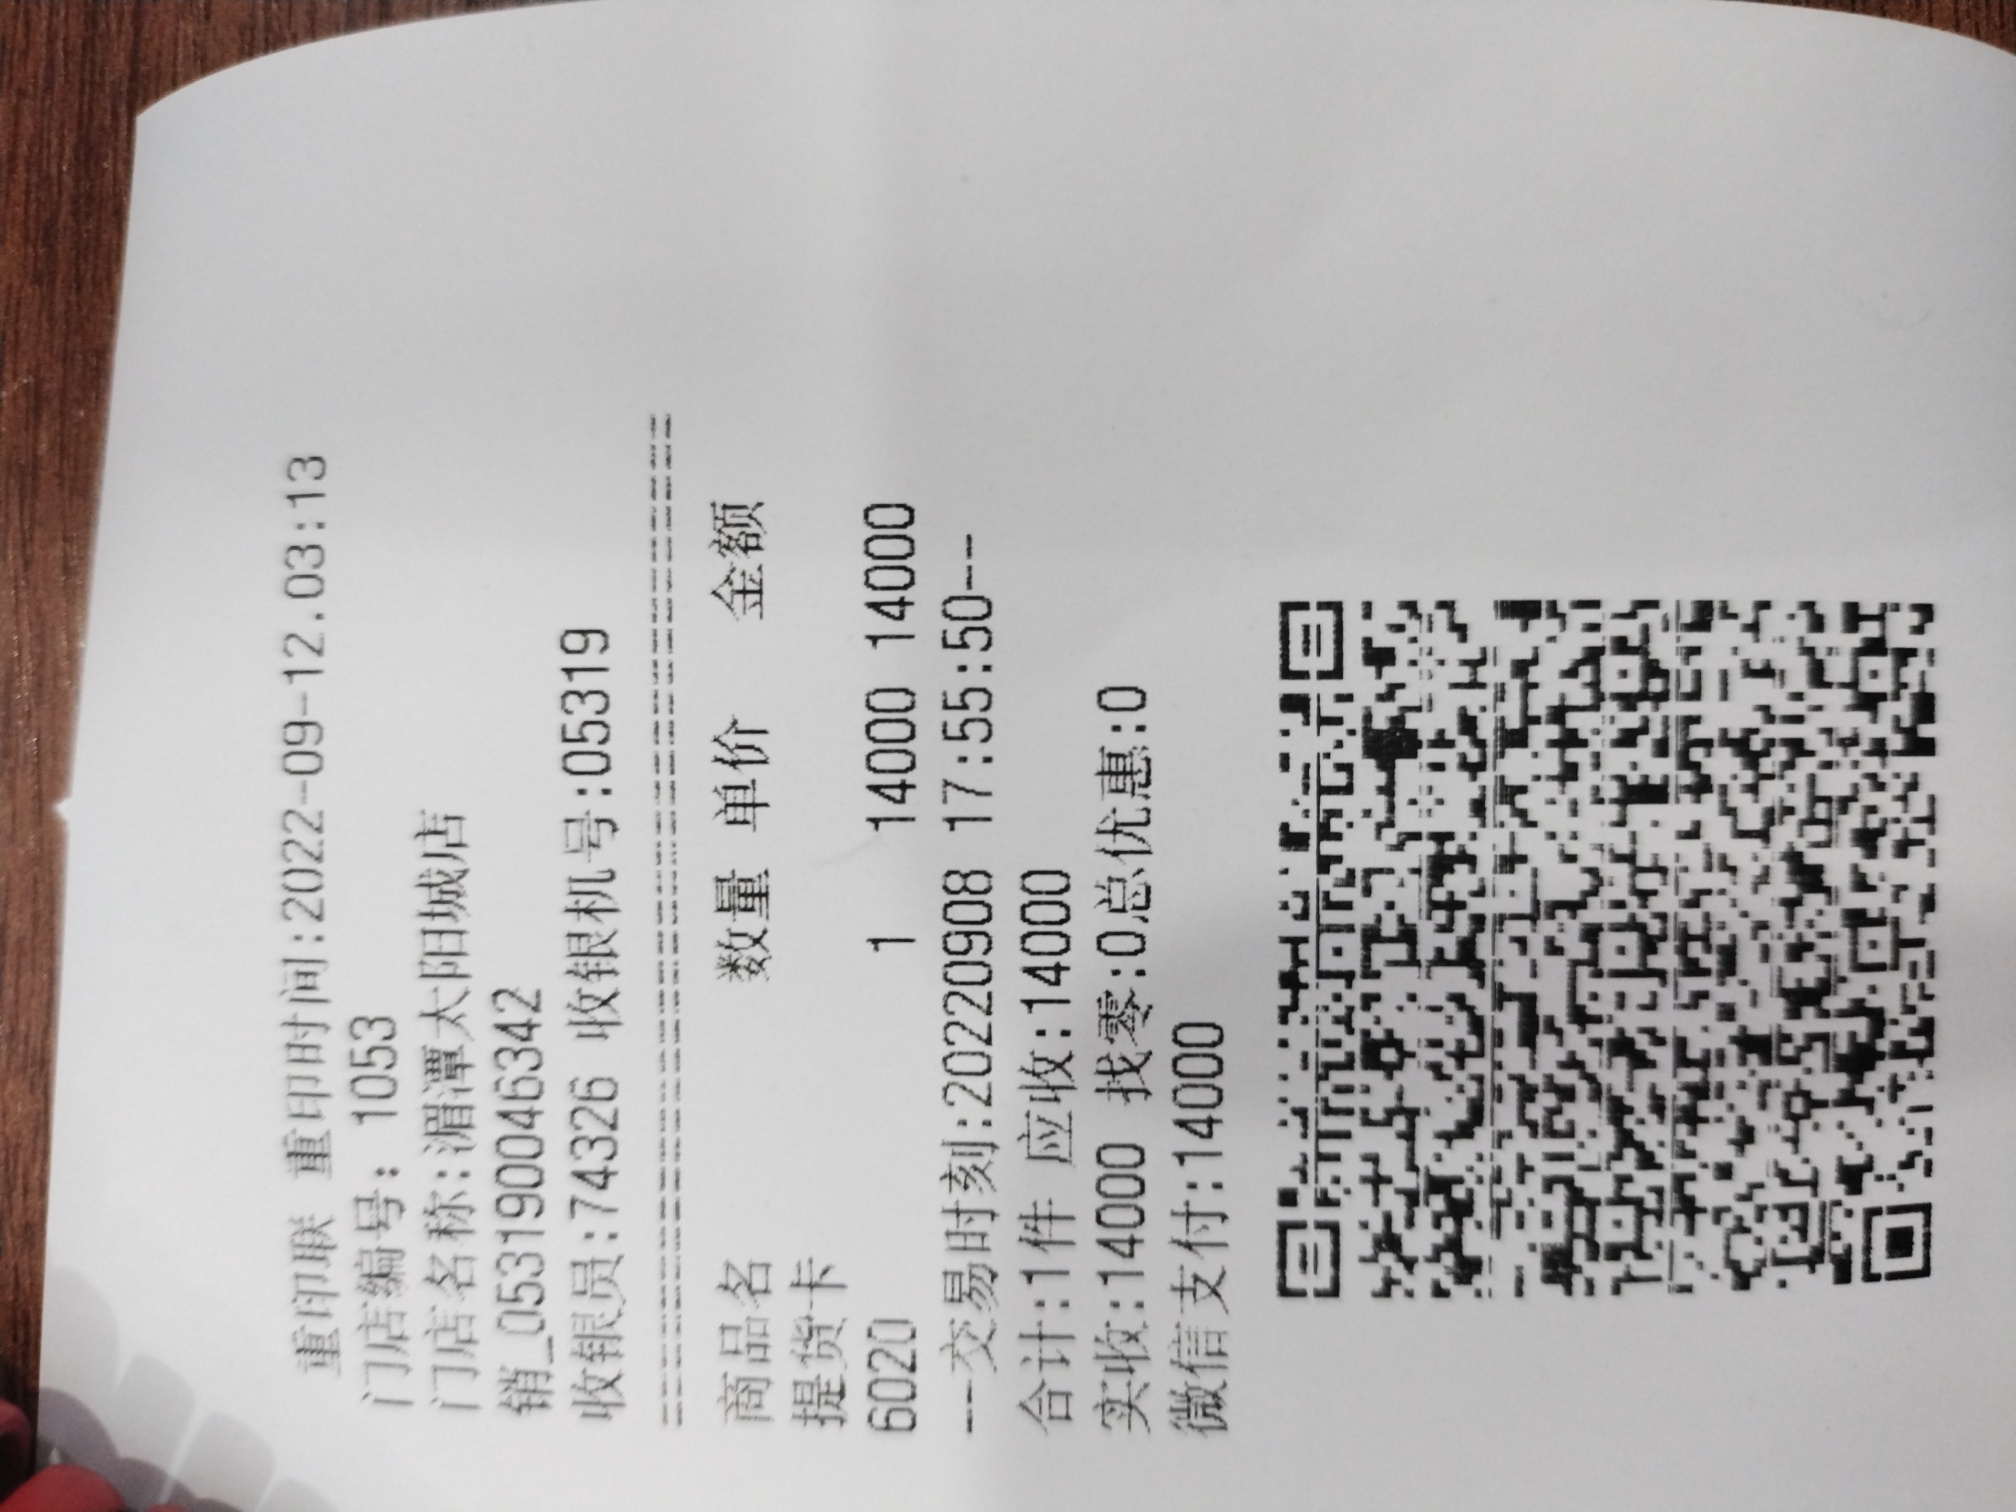 重印联 重印时间:2022-09-12.03:13
门店编号: 1053
门店名称:湄潭太阳城店
销_053190046342
收银员:74326 收银机号:05319
========================================
商品名 数量 单价 金额
提货卡
6020 1 14000 14000
--交易时刻:20220908 17:55:50--
合计:1件 应收:14000
实收:14000 找零:0总优惠:0
微信支付:14000